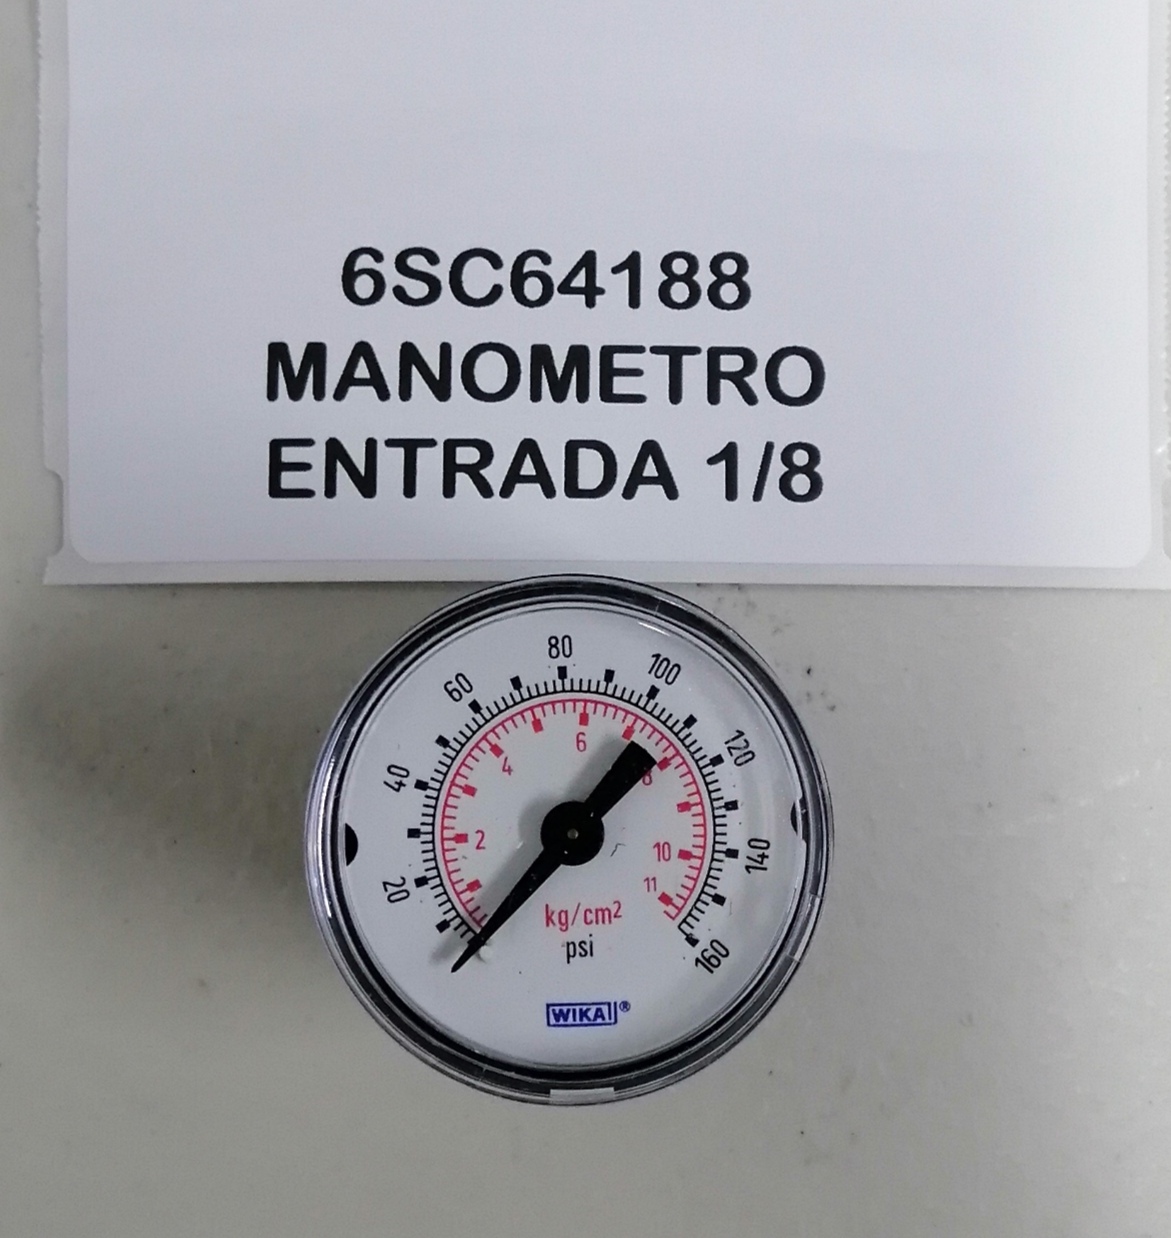 6SC64188
MANOMETRO
ENTRADA 1/8
80
60
100
40
120
20
140
160
6
4
8
2
10
11
kg/cm2
psi
WIKA®